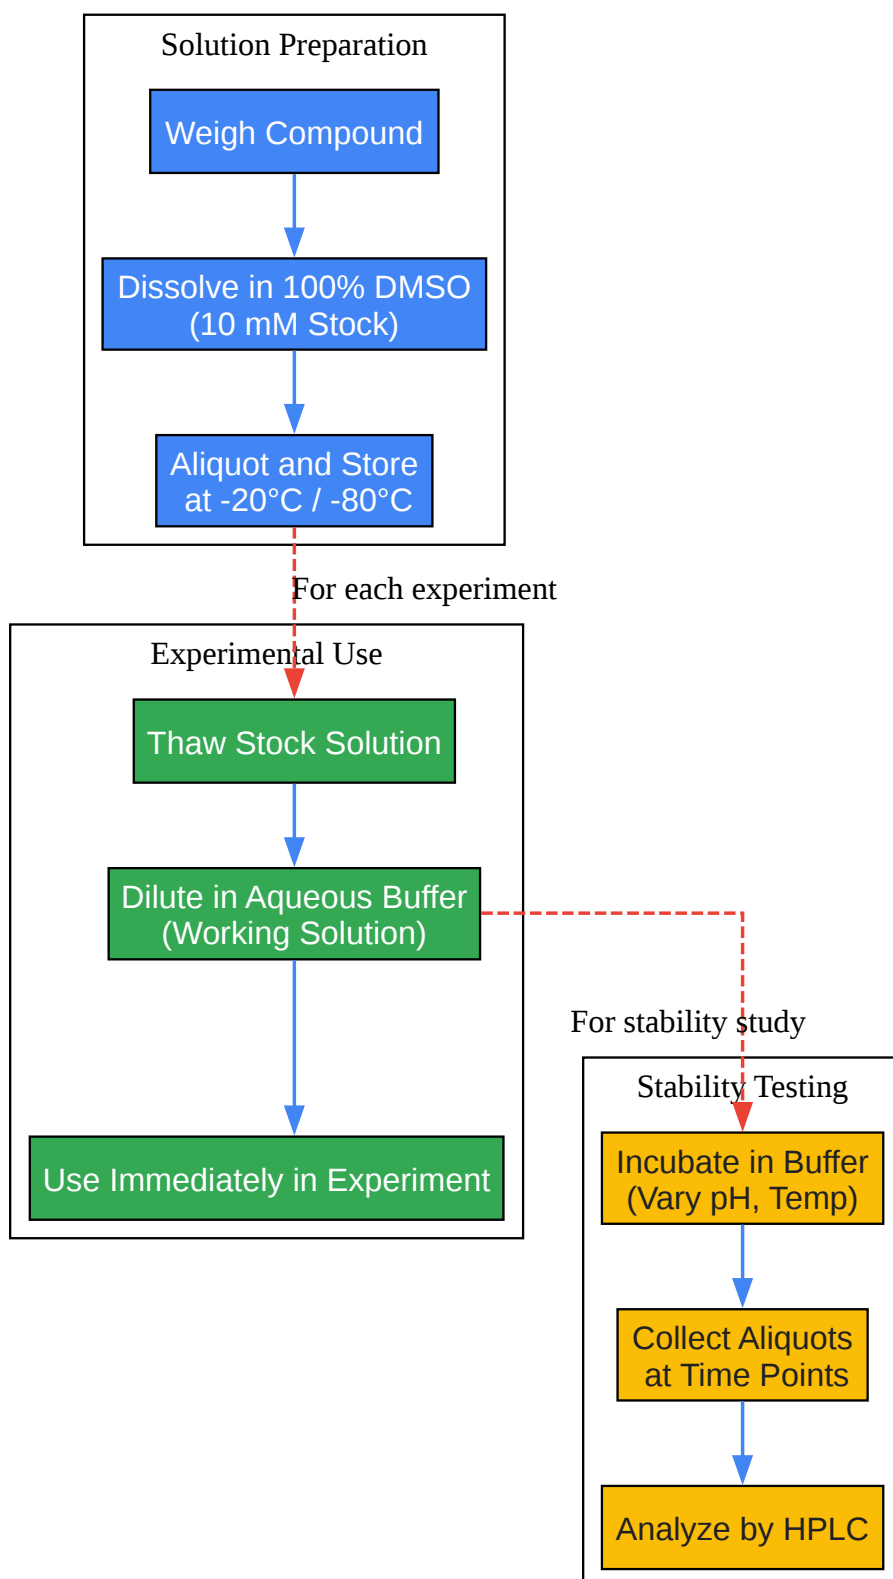 Solution Preparation
Weigh Compound
Dissolve in 100% DMSO
(10 mM Stock)
Aliquot and Store
at -20°C / -80°C
For each experiment
Experimental Use
Thaw Stock Solution
Dilute in Aqueous Buffer
(Working Solution)
For stability study
Stability Testing
Use Immediately in Experiment
Incubate in Buffer
(Vary pH, Temp)
Collect Aliquots
at Time Points
Analyze by HPLC